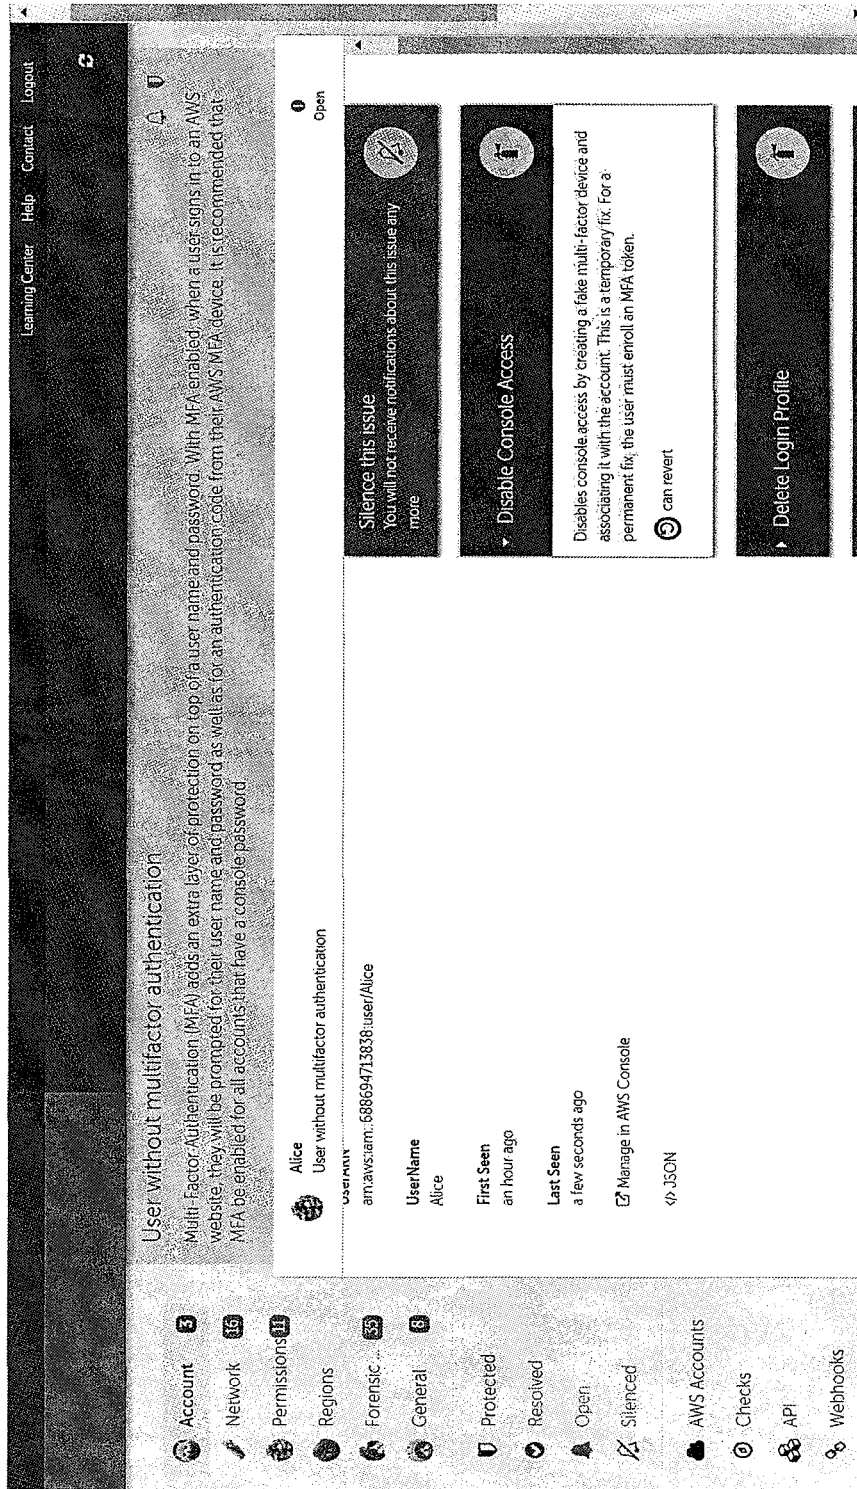 Learning Center Help Contact Logout
User without multifactor authentication
Multi-Factor Authentication (MFA) adds an extra layer of protection on top of a user name and password. With MFA enabled, when a user signs in to an AWS
website, they will be prompted for their user name and password as well as for an authentication code from their AWS MFA device. It is recommended that
MFA be enabled for all accounts that have a console password
Account 3
Network 16
Permissions 11
Regions
Forensic ... 35
General 8
Protected
Resolved
Open
Silenced
AWS Accounts
Checks
API
Webhooks
Alice
User without multifactor authentication
Open
UserARN
arn:aws:iam::688694713838:user/Alice
UserName
Alice
First Seen
an hour ago
Last Seen
a few seconds ago
Manage in AWS Console
</> JSON
Silence this issue
You will not receive notifications about this issue any
more
Disable Console Access
Disables console access by creating a fake multi-factor device and
associating it with the account. This is a temporary fix. For a
permanent fix, the user must enroll an MFA token.
can revert
Delete Login Profile